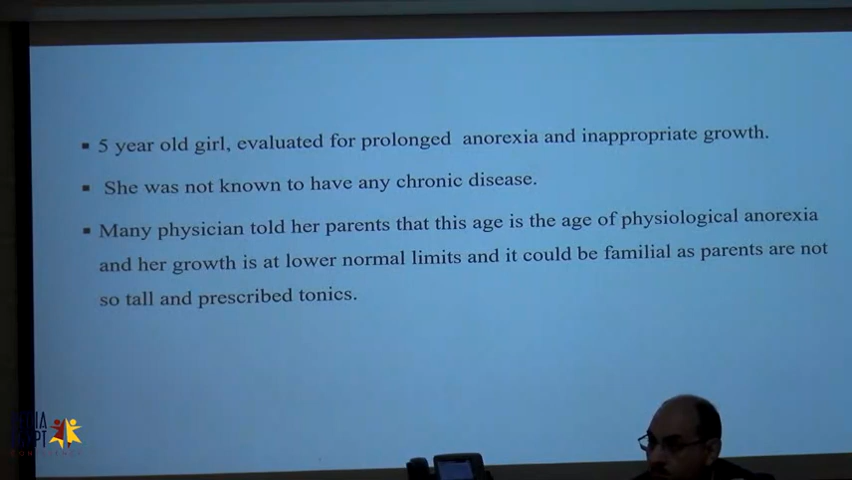 ▪ 5 year old girl, evaluated for prolonged anorexia and inappropriate growth.
▪ She was not known to have any chronic disease.
▪ Many physician told her parents that this age is the age of physiological anorexia
and her growth is at lower normal limits and it could be familial as parents are not
so tall and prescribed tonics.